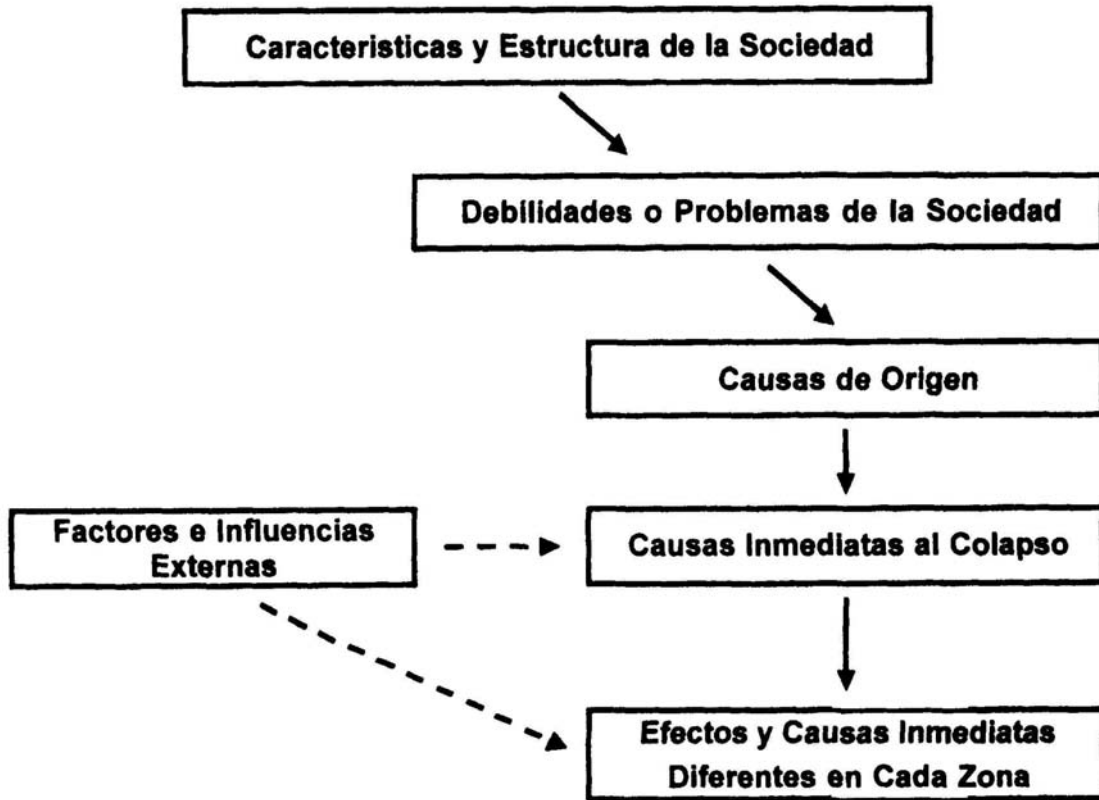 Caracteristicas y Estructura de la Sociedad
Debilidades o Problemas de la Sociedad
Causas de Origen
Factores e Influencias
Externas
Causas Inmediatas al Colapso
Efectos y Causas Inmediatas
Diferentes en Cada Zona